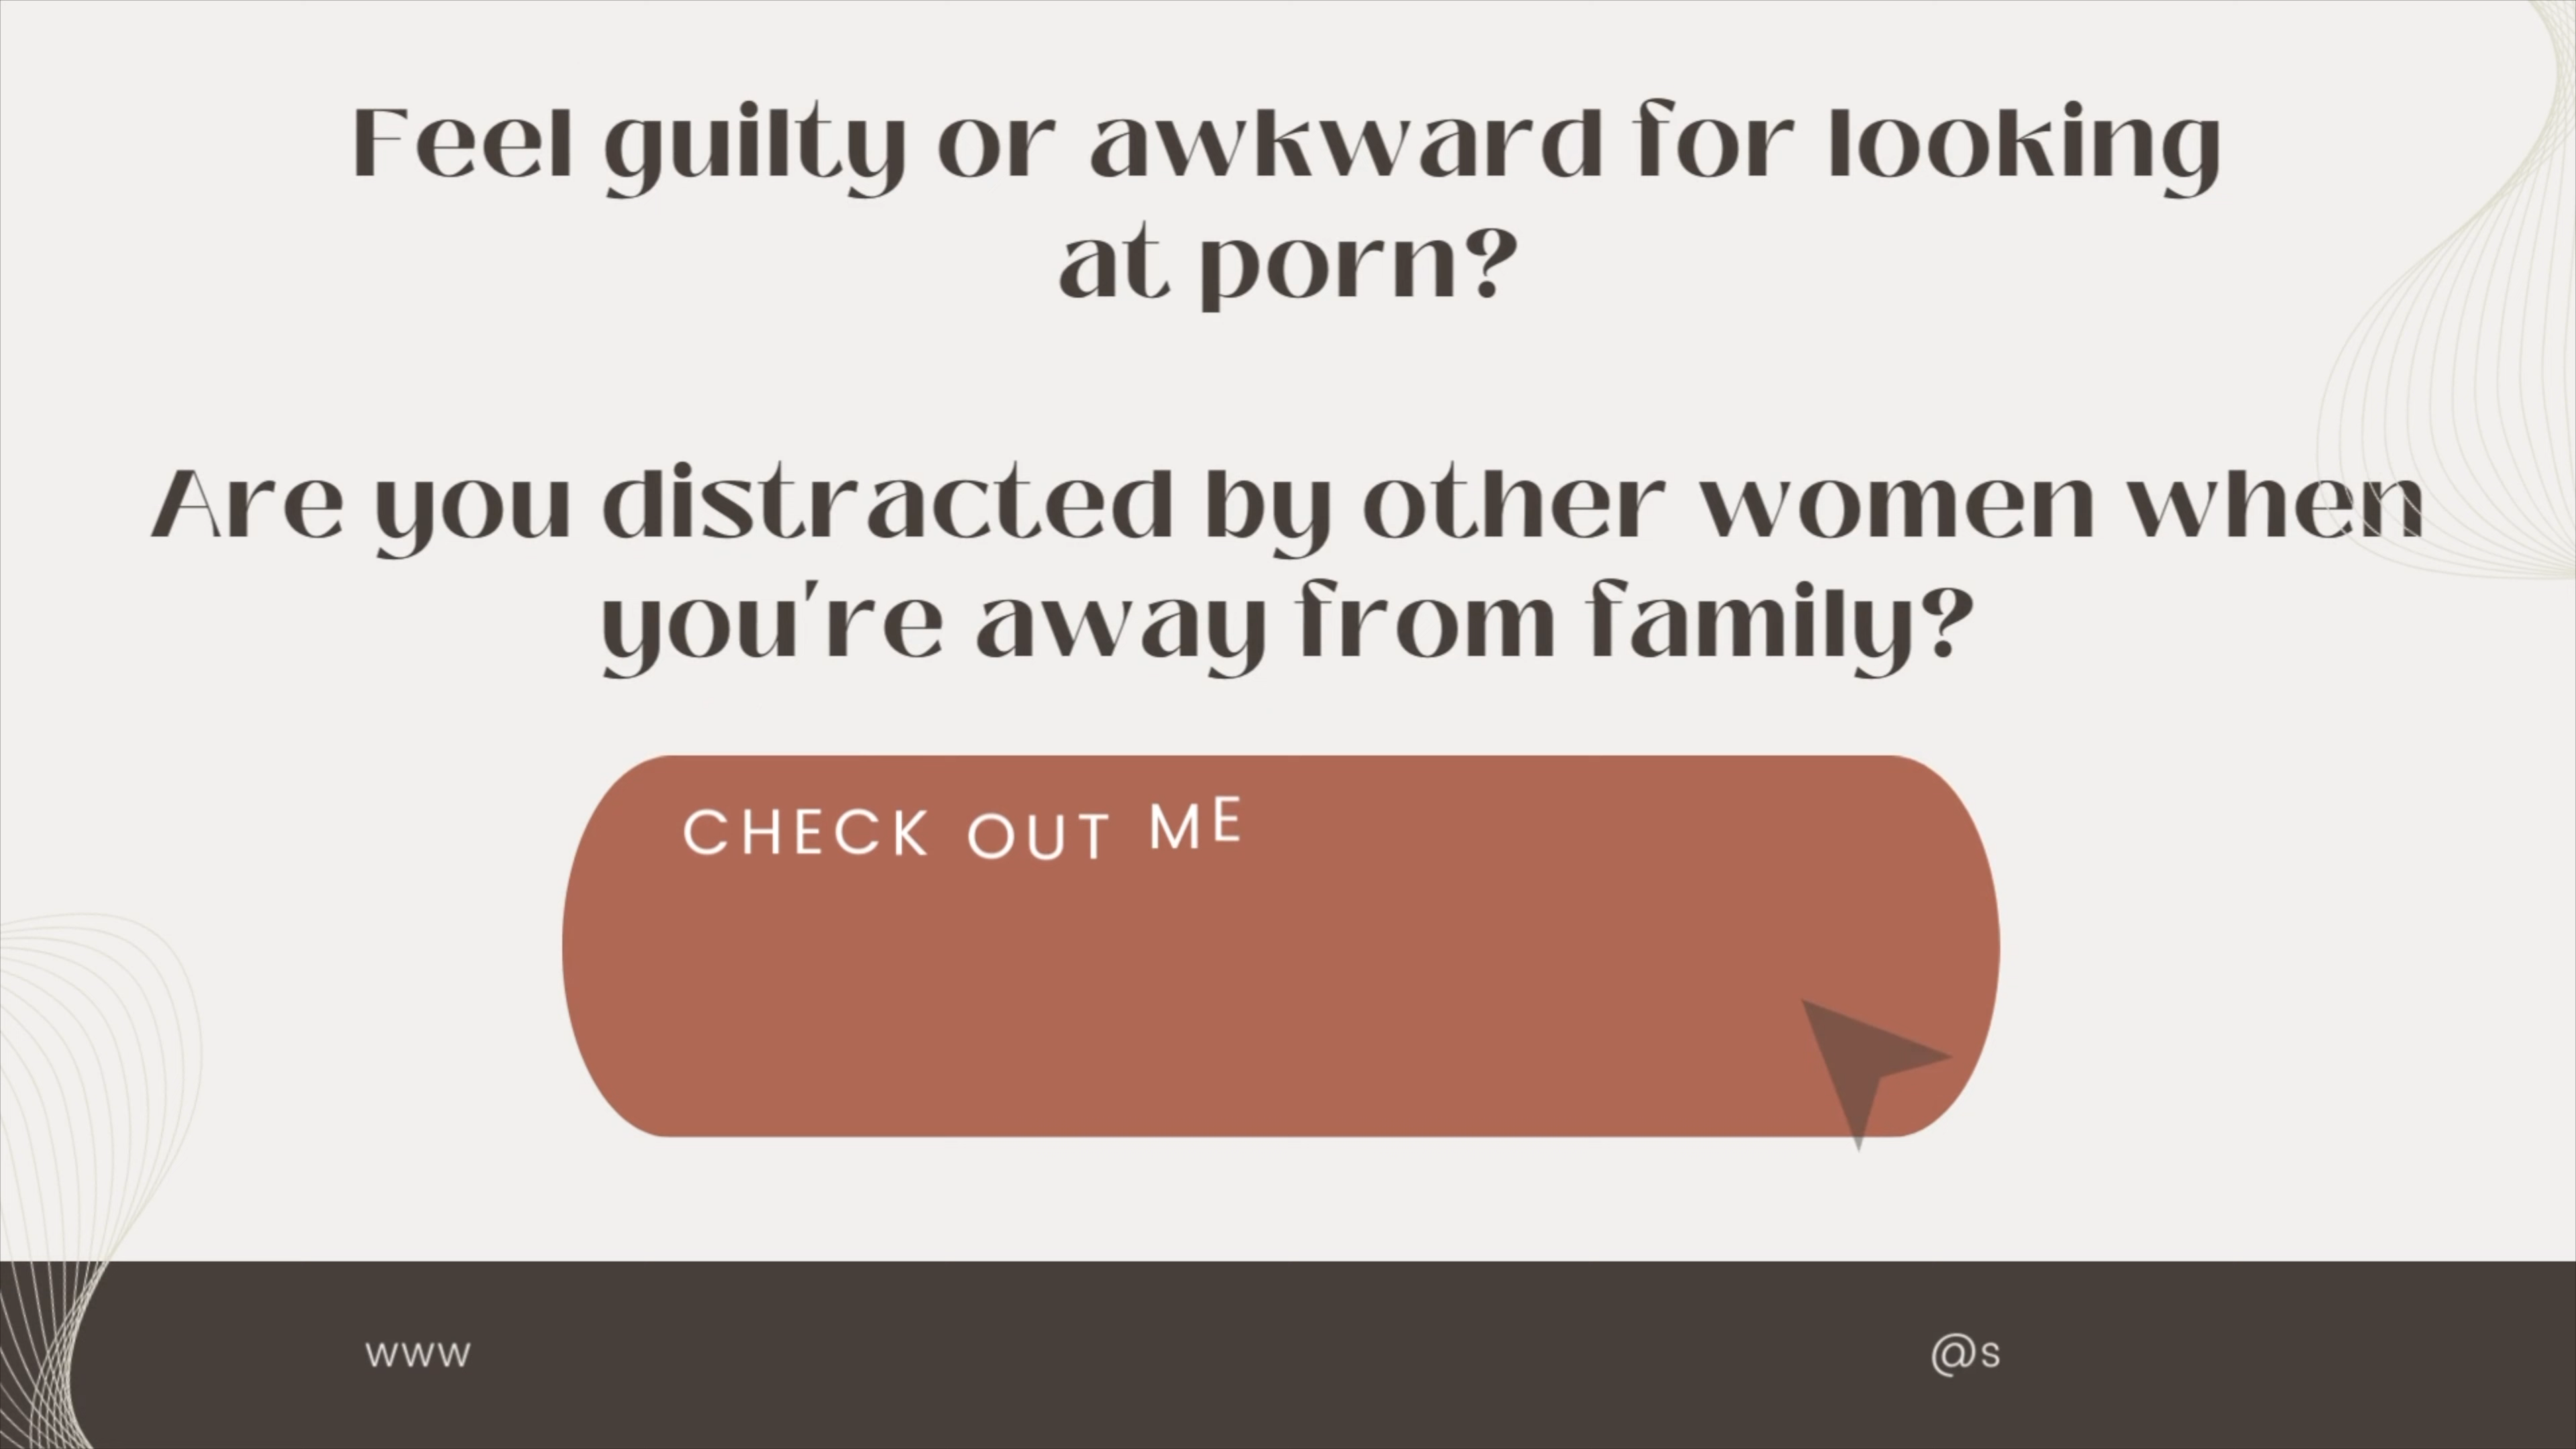 Feel guilty or awkward for looking
at porn?
Are you distracted by other women when
you're away from family?
CHECK OUT ME
www
@s